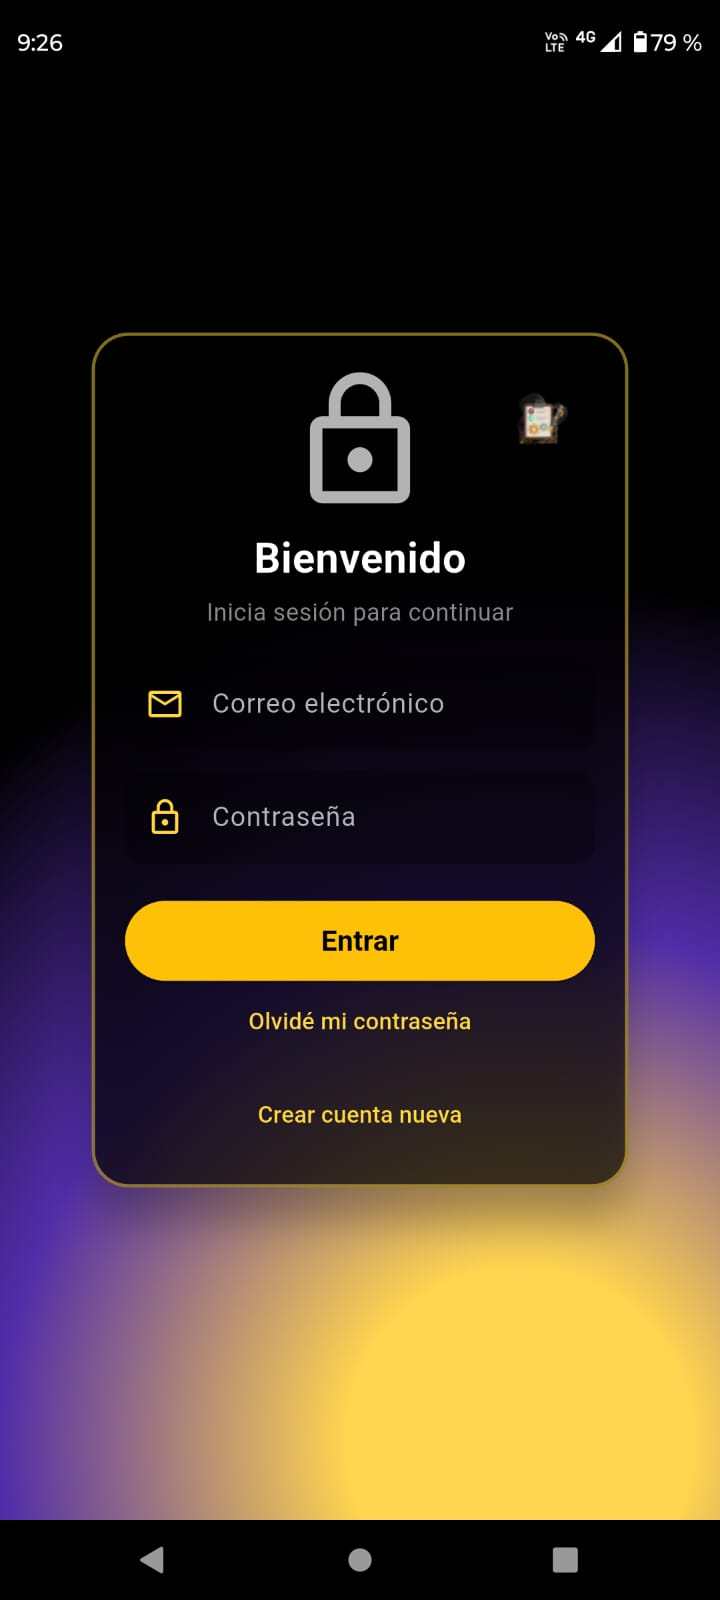 9:26
Vo LTE 4G 79 %
Bienvenido
Inicia sesión para continuar
Correo electrónico
Contraseña
Entrar
Olvidé mi contraseña
Crear cuenta nueva